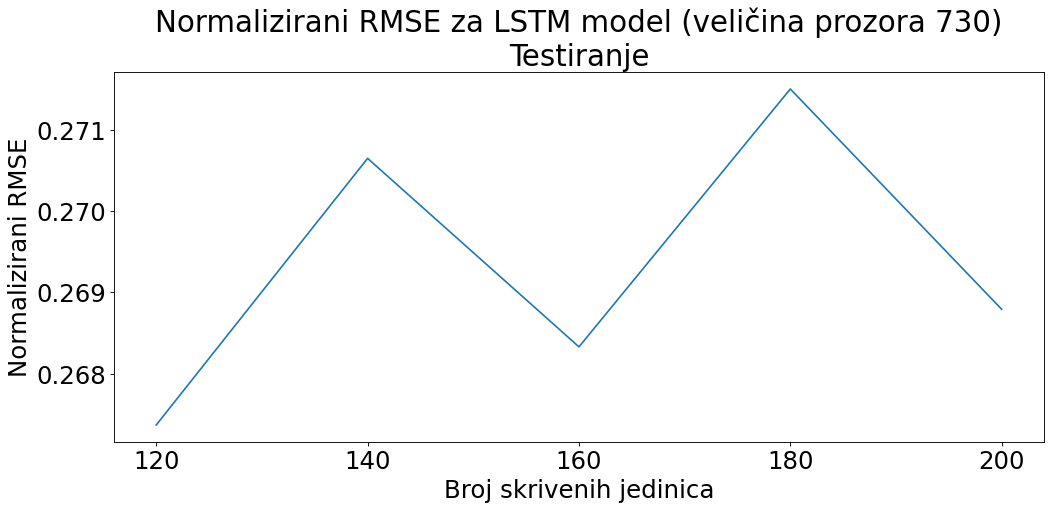 Normalizirani RMSE za LSTM model (veličina prozora 730)
Testiranje
Normalizirani RMSE
0.271
0.270
0.269
0.268
120 140 160 180 200
Broj skrivenih jedinica